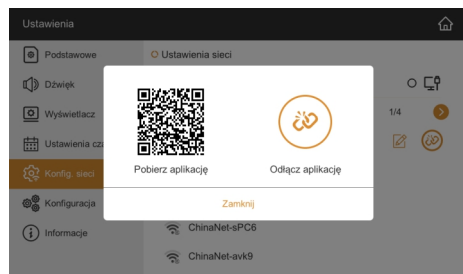 Ustawienia
Podstawowe
Ustawienia sieci
Dźwięk
Wyświetlacz
1/4
Ustawienia cza
Pobierz aplikację
Odłącz aplikację
Konfig. sieci
Zamknij
Konfiguracja
ChinaNet-sPC6
Informacje
ChinaNet-avk9